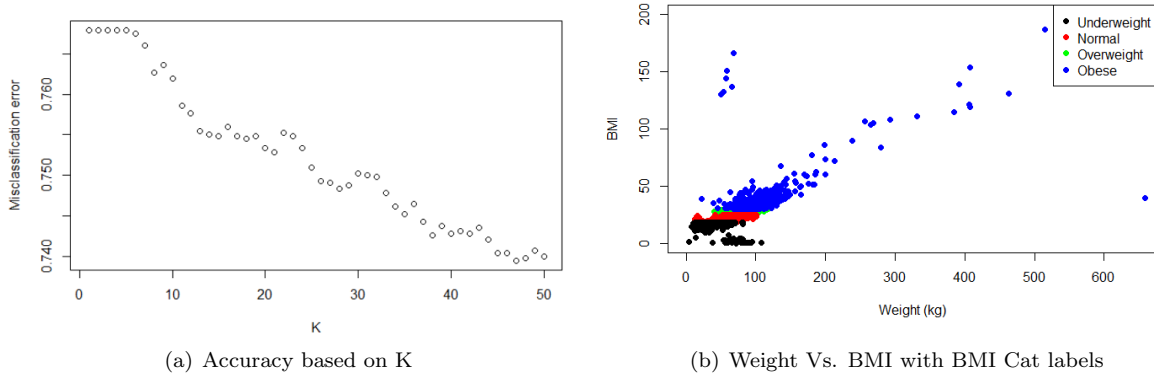 Misclassification error
0.760
0.750
0.740
0 10 20 30 40 50
K
(a) Accuracy based on K
BMI
200
150
100
50
0
Underweight
Normal
Overweight
Obese
0 100 200 300 400 500 600
Weight (kg)
(b) Weight Vs. BMI with BMI Cat labels